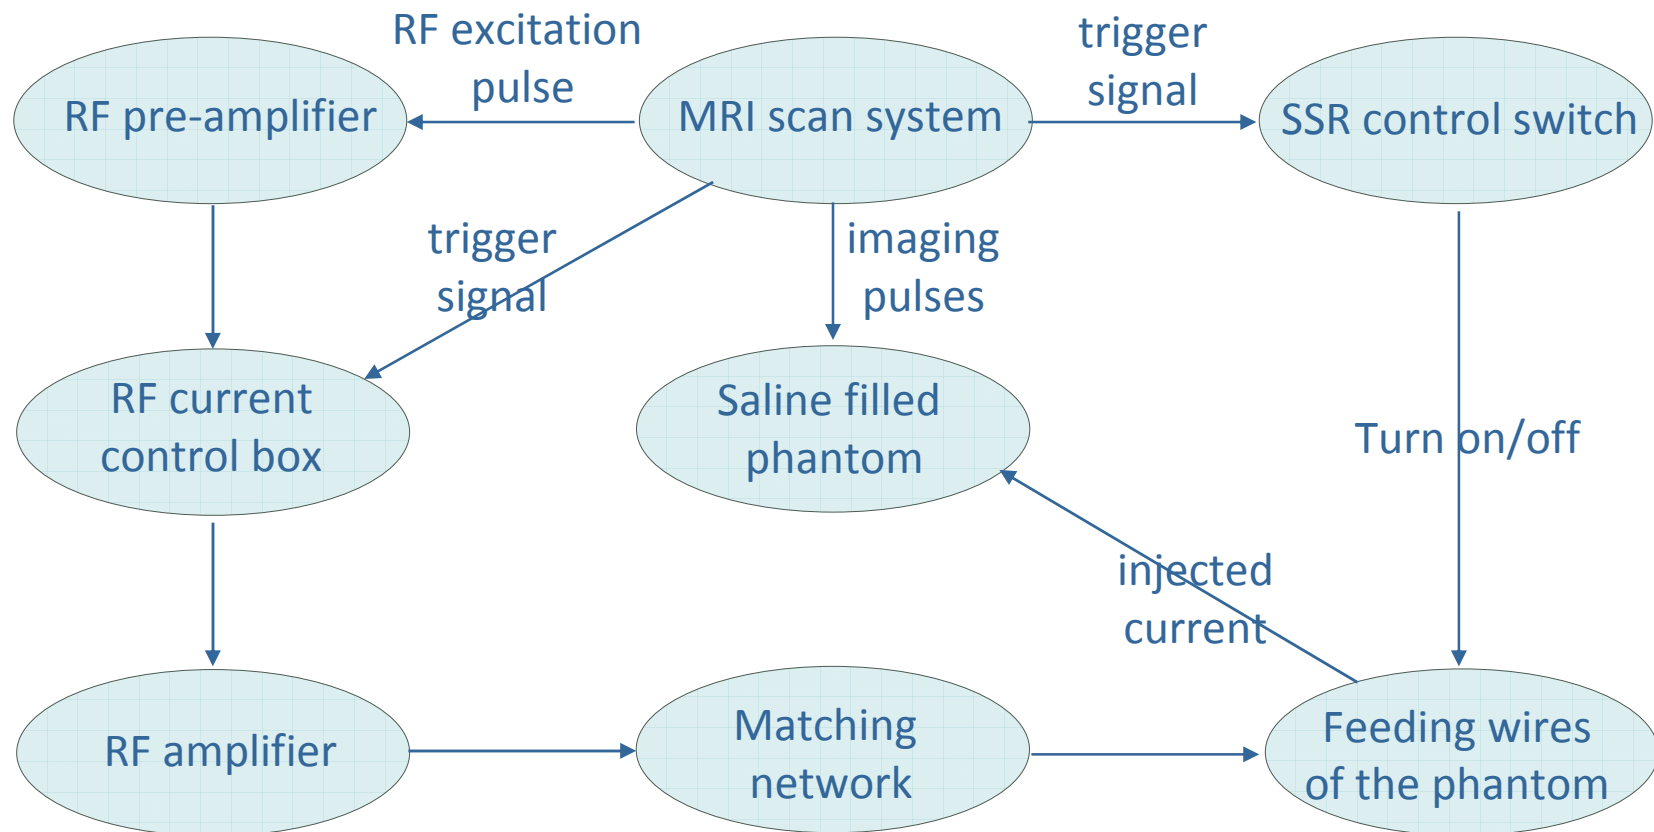 RF excitation
pulse
trigger
signal
RF pre-amplifier
MRI scan system
SSR control switch
trigger
signal
imaging
pulses
RF current
control box
Saline filled
phantom
Turn on/off
injected
current
RF amplifier
Matching
network
Feeding wires
of the phantom